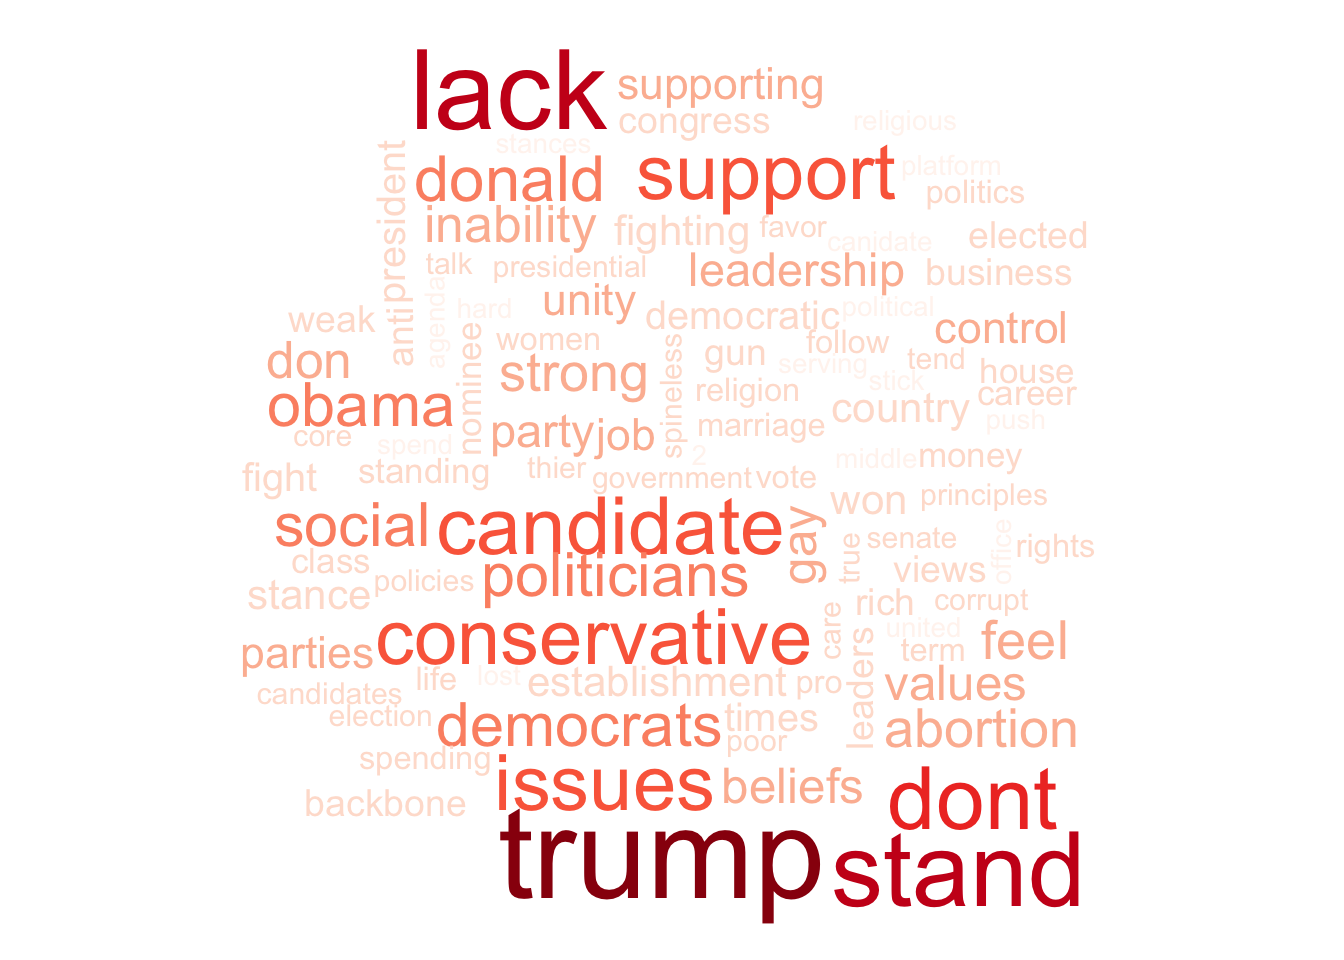 lack
supporting
congress
religious
stances
president
donald
support
platform
politics
inability
fighting
favor
canidate
elected
talk
presidential
leadership
business
agenda
hard
unity
democratic
political
weak
anti
nominee
women
gun
follow
control
don
strong
spineless
serving
tend
house
religion
stick
career
obama
country
push
core
spend
party
job
marriage
2
middle
money
fight
standing
thier
government
vote
won
principles
social
candidate
gay
true
senate
office
rights
class
policies
politicians
views
stance
rich
corrupt
conservative
care
united
parties
leaders
term
feel
candidates
life
lost
establishment
pro
values
election
democrats
times
poor
abortion
spending
issues
beliefs
dont
backbone
trump
stand